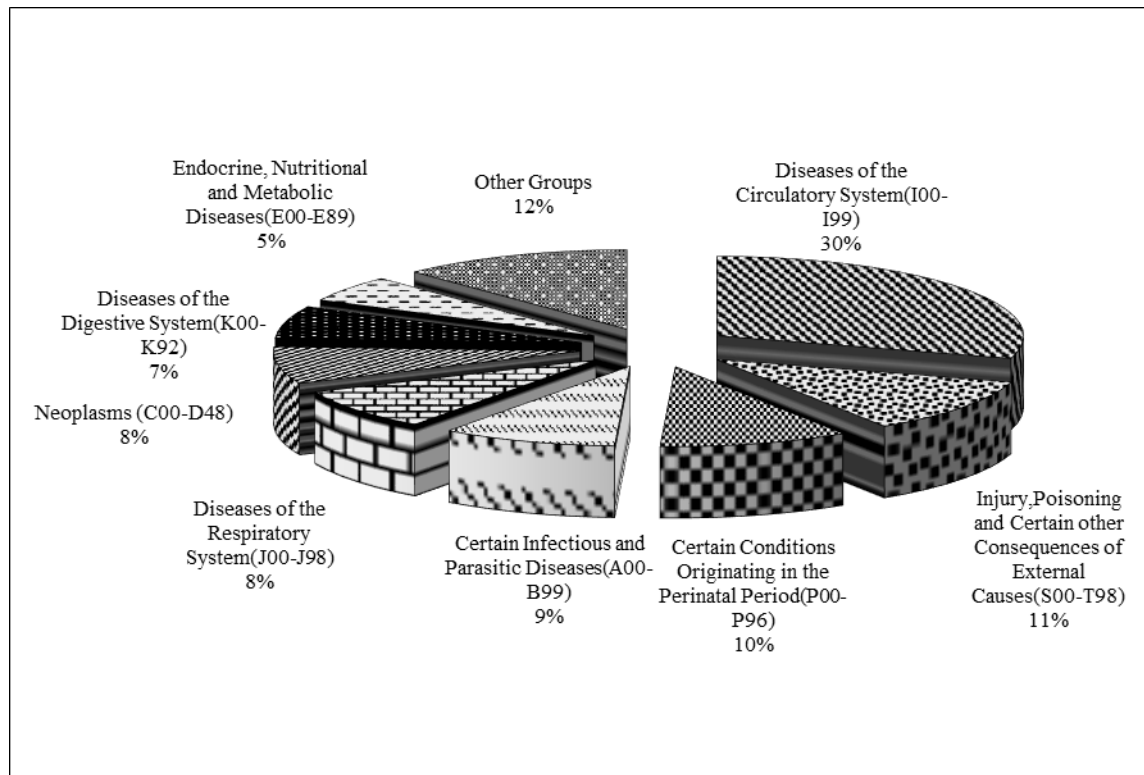 Endocrine, Nutritional
and Metabolic
Diseases(E00-E89)
5%
Other Groups
12%
Diseases of the
Circulatory System(I00-
I99)
30%
Diseases of the
Digestive System(K00-
K92)
7%
Neoplasms (C00-D48)
8%
Diseases of the
Respiratory
System(J00-J98)
8%
Certain Infectious and
Parasitic Diseases(A00-
B99)
9%
Certain Conditions
Originating in the
Perinatal Period(P00-
P96)
10%
Injury,Poisoning
and Certain other
Consequences of
External
Causes(S00-T98)
11%